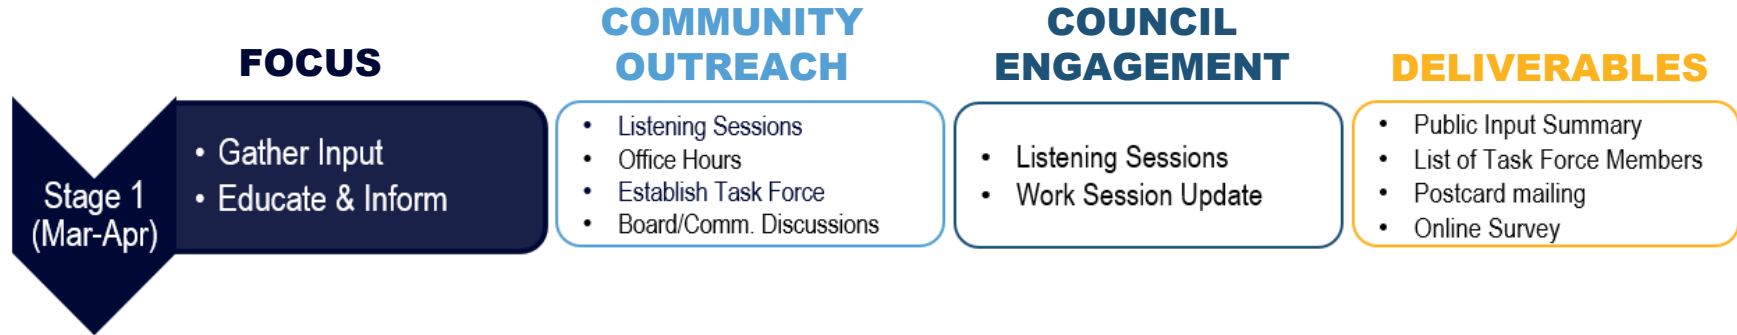 FOCUS
COMMUNITY
OUTREACH
COUNCIL
ENGAGEMENT
DELIVERABLES
Stage 1
(Mar-Apr)
• Gather Input
• Educate & Inform
• Listening Sessions
• Office Hours
• Establish Task Force
• Board/Comm. Discussions
• Listening Sessions
• Work Session Update
• Public Input Summary
• List of Task Force Members
• Postcard mailing
• Online Survey